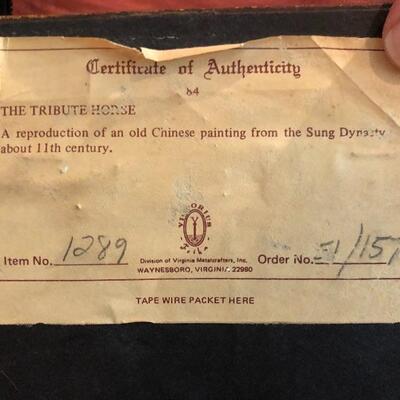 Certificate of Authenticity
84
THE TRIBUTE HORSE
A reproduction of an old Chinese painting from the Sung Dynasty
about 11th century.
Item No. 1289
Division of Virginia Metalcrafters, Inc.
WAYNESBORO, VIRGINIA 22980
Order No.
TAPE WIRE PACKET HERE